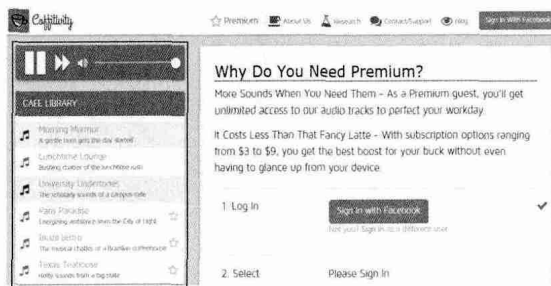 Coffitivity
Premium About Us Research Contact/Support Blog Sign In With Facebook
CAFE LIBRARY
Morning Murmur
A gentle hum gets the day started
Lunchtime Lounge
Bustling chatter of the lunchtime rush
University Undertones
The scholarly sounds of a campus cafe
Paris Paradise
Energizing ambience from the City of Light
Brazil Bistro
The musical chatter of a Brazilian coffeehouse
Texas Teahouse
Hefty sounds from a big state
Why Do You Need Premium?
More Sounds When You Need Them - As a Premium guest, you'll get
unlimited access to our audio tracks to perfect your workday.
It Costs Less Than That Fancy Latte - With subscription options ranging
from $3 to $9, you get the best boost for your buck without even
having to glance up from your device.
1. Log In
Sign In with Facebook
Not you? Sign in as a different user
2. Select
Please Sign In